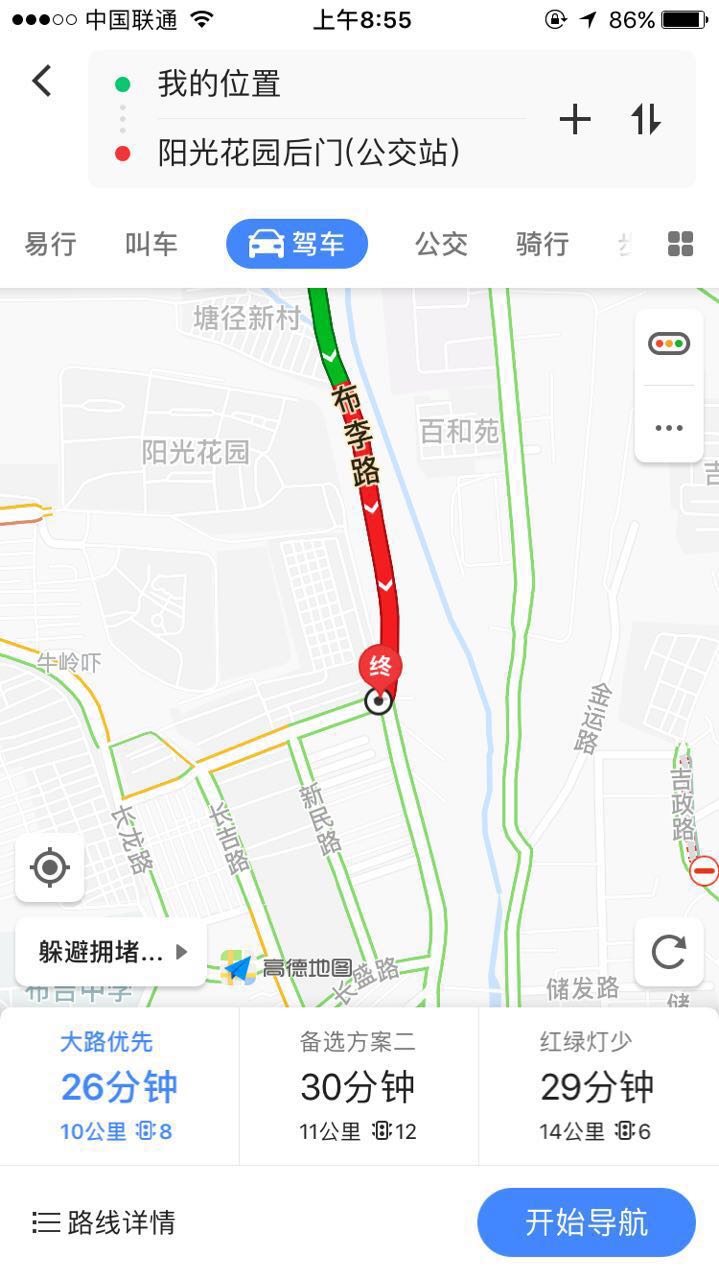 中国联通
上午8:55
86%
我的位置
阳光花园后门(公交站)
易行
叫车
驾车
公交
骑行
塘径新村
布李路
百和苑
阳光花园
牛岭吓
终
金运路
吉政路
长龙路
长吉路
新民路
躲避拥堵...
高德地图
长盛路
布吉中学
储发路
储
大路优先
26分钟
10公里 8
备选方案二
30分钟
11公里 12
红绿灯少
29分钟
14公里 6
路线详情
开始导航